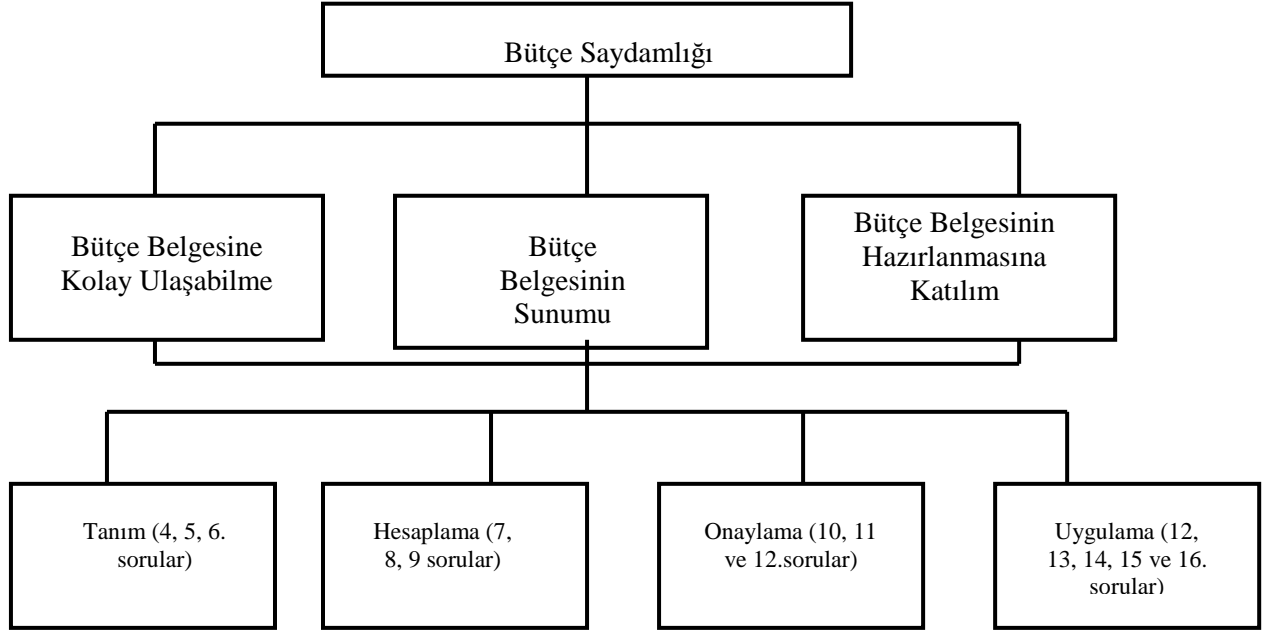 Bütçe Saydamlığı
Bütçe Belgesine
Kolay Ulaşabilme
Bütçe
Belgesinin
Sunumu
Bütçe Belgesinin
Hazırlanmasına
Katılım
Tanım (4, 5, 6.
sorular)
Hesaplama (7,
8, 9 sorular)
Onaylama (10, 11
ve 12.sorular)
Uygulama (12,
13, 14, 15 ve 16.
sorular)